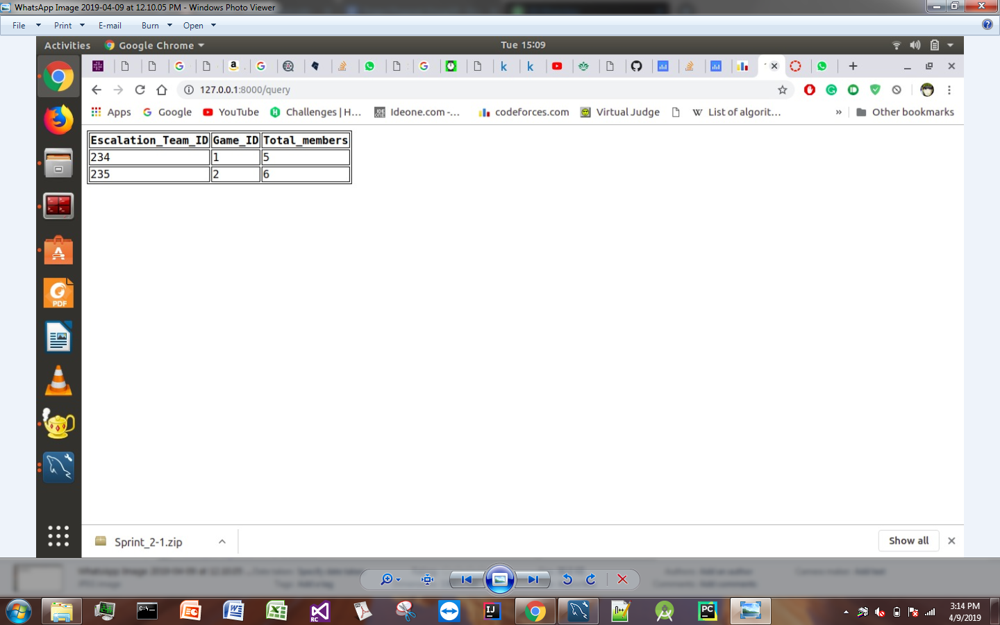 WhatsApp Image 2019-04-09 at 12.10.05 PM - Windows Photo Viewer
File Print E-mail Burn Open
Activities Google Chrome Tue 15:09
127.0.0.1:8000/query
Apps Google YouTube Challenges | H... Ideone.com -... codeforces.com Virtual Judge List of algorit... » Other bookmarks
Escalation_Team_ID Game_ID Total_members
234 1 5
235 2 6
PDF
Sprint_2-1.zip Show all
3:14 PM
4/9/2019